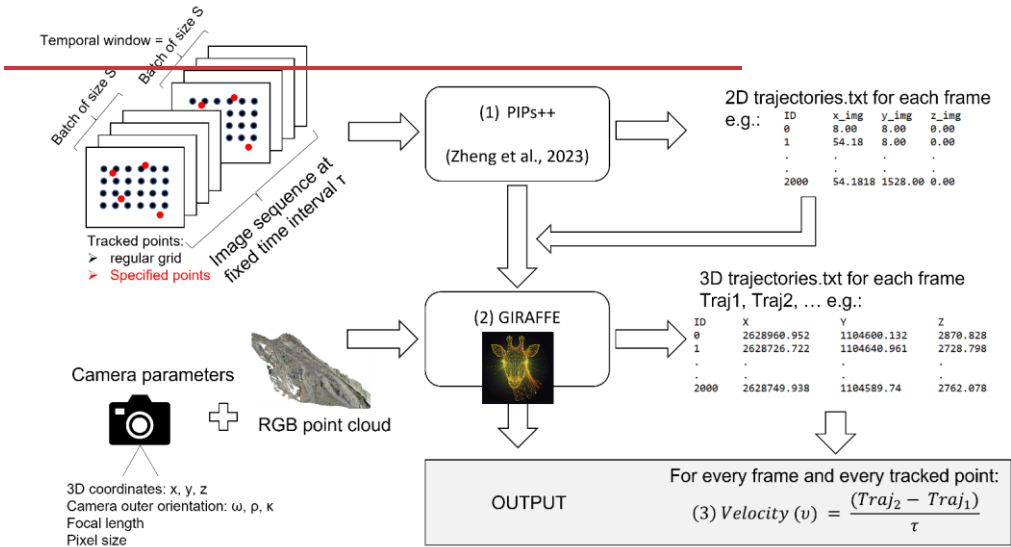 Temporal window =
Batch of size S
Batch of size S
Image sequence at
fixed time interval τ
Tracked points:
regular grid
Specified points
(1) PIPs++
(Zheng et al., 2023)
2D trajectories.txt for each frame
e.g.:
ID x_img y_img z_img
0 8.00 8.00 0.00
1 54.18 8.00 0.00
. . . .
. . . .
2000 54.1818 1528.00 0.00
(2) GIRAFFE
3D trajectories.txt for each frame
Traj1, Traj2, … e.g.:
ID X Y Z
0 2628960.952 1104600.132 2870.828
1 2628726.722 1104640.961 2728.798
. . . .
. . . .
2000 2628749.938 1104589.74 2762.078
Camera parameters
RGB point cloud
3D coordinates: x, y, z
Camera outer orientation: ω, ρ, κ
Focal length
Pixel size
OUTPUT
For every frame and every tracked point:
(3) Velocity (υ) = (Traj₂ − Traj₁) / τ